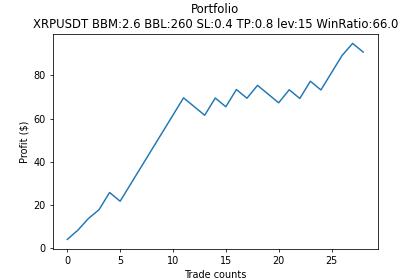 Portfolio
XRPUSDT BBM:2.6 BBL:260 SL:0.4 TP:0.8 lev:15 WinRatio:66.0
Profit ($)
80
60
40
20
0
0 5 10 15 20 25
Trade counts